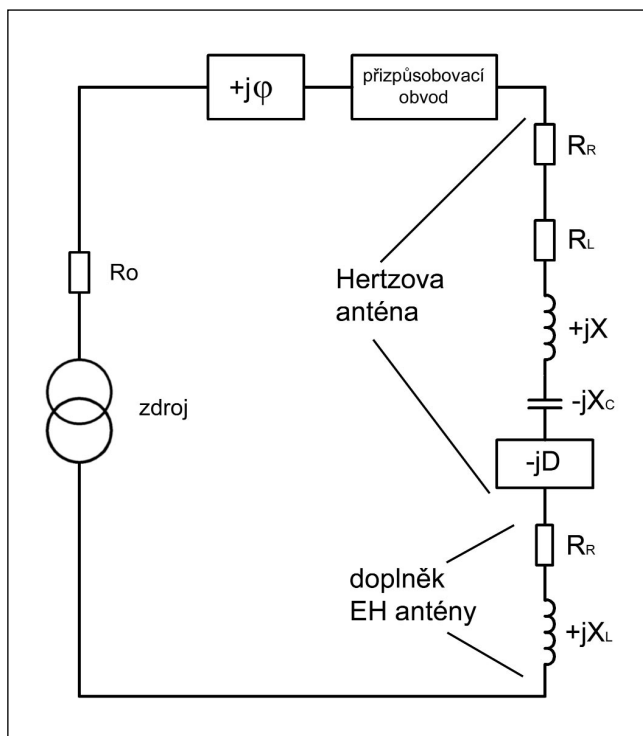 +jφ
přizpůsobovací
obvod
RR
RL
Ro
Hertzova
anténa
+jX
-jXC
zdroj
-jD
RR
doplněk
EH antény
+jXL